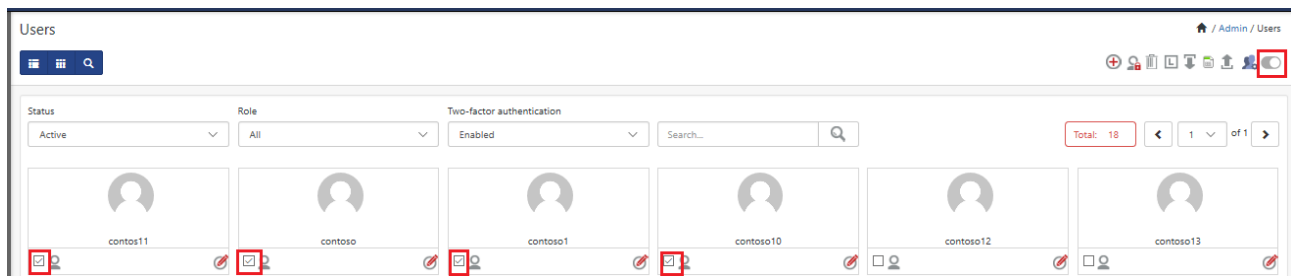 Users
/ Admin / Users
L
Status
Role
Two-factor authentication
Active
All
Enabled
Search...
Total: 18
1
of 1
contos11
contoso
contoso1
contoso10
contoso12
contoso13